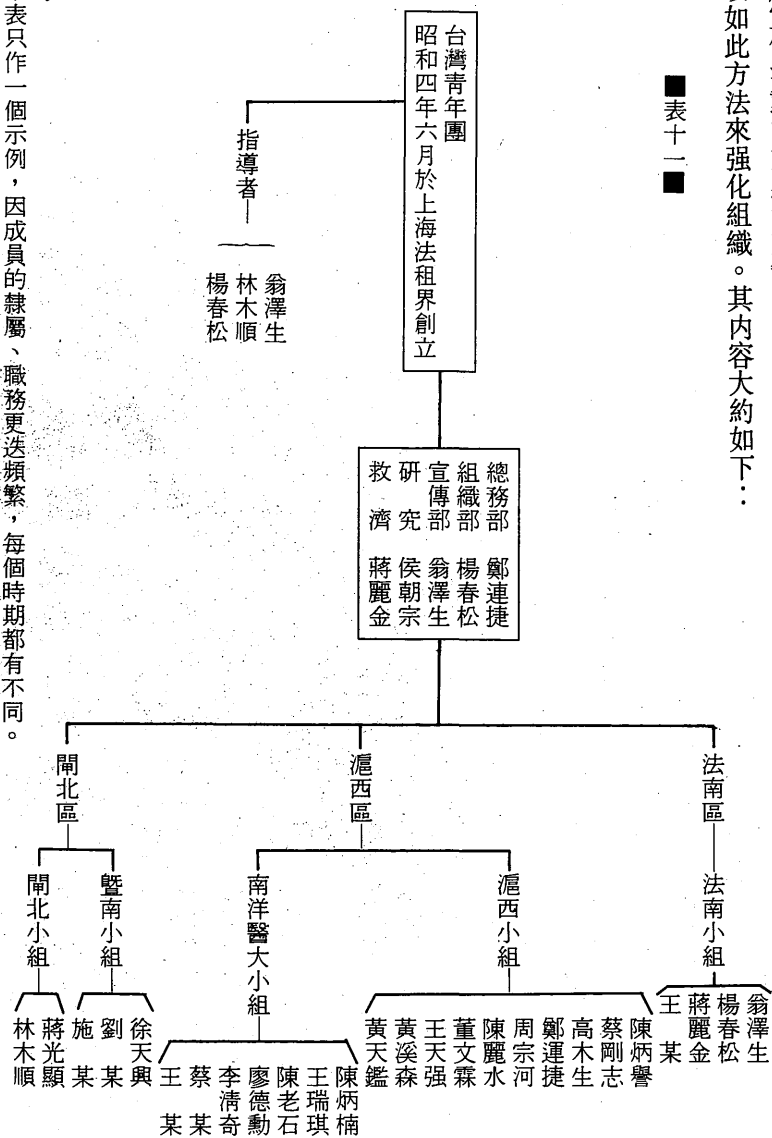 如此方法來强化組織。其内容大約如下：
■表十一■
台灣靑年團
昭和四年六月於上海法租界創立
指導者
翁澤生
林木順
楊春松
總務部 鄭連捷
組織部 楊春松
宣傳部 翁澤生
研究 侯朝宗
救濟 蔣麗金
法南區
法南小組
翁澤生
楊春松
蔣麗金
王某
滬西區
滬西小組
陳炳譽
蔡剛志
高木生
鄭運捷
周宗河
陳麗水
董文霖
王天强
黃溪森
黃天鑑
南洋醫大小組
陳炳楠
王瑞琪
陳老石
廖德勳
李淸奇
蔡某
王某
閘北區
暨南小組
徐天興
劉某
施某
閘北小組
蔣光顯
林木順
表只作一個示例，因成員的隸屬、職務更迭頻繁，每個時期都有不同。